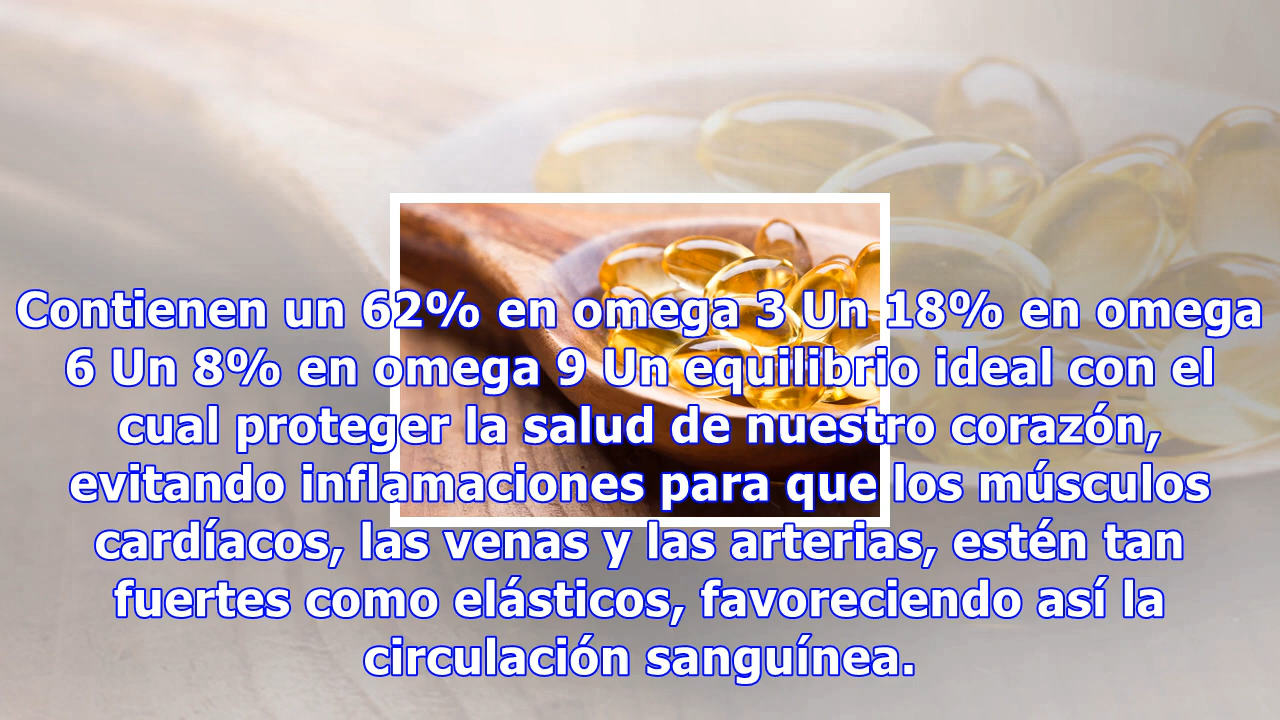 Contienen un 62% en omega 3 Un 18% en omega
6 Un 8% en omega 9 Un equilibrio ideal con el
cual proteger la salud de nuestro corazón,
evitando inflamaciones para que los músculos
cardíacos, las venas y las arterias, estén tan
fuertes como elásticos, favoreciendo así la
circulación sanguínea.